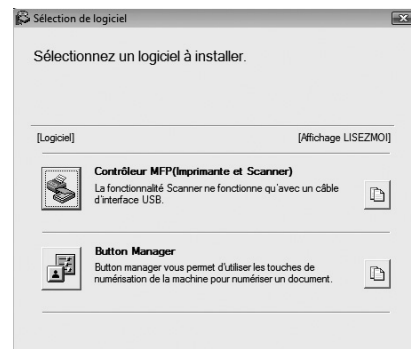 Sélection de logiciel
Sélectionnez un logiciel à installer.
[Logiciel] [Affichage LISEZMOI]
Contrôleur MFP(Imprimante et Scanner)
La fonctionnalité Scanner ne fonctionne qu'avec un câble
d'interface USB.
Button Manager
Button manager vous permet d'utiliser les touches de
numérisation de la machine pour numériser un document.